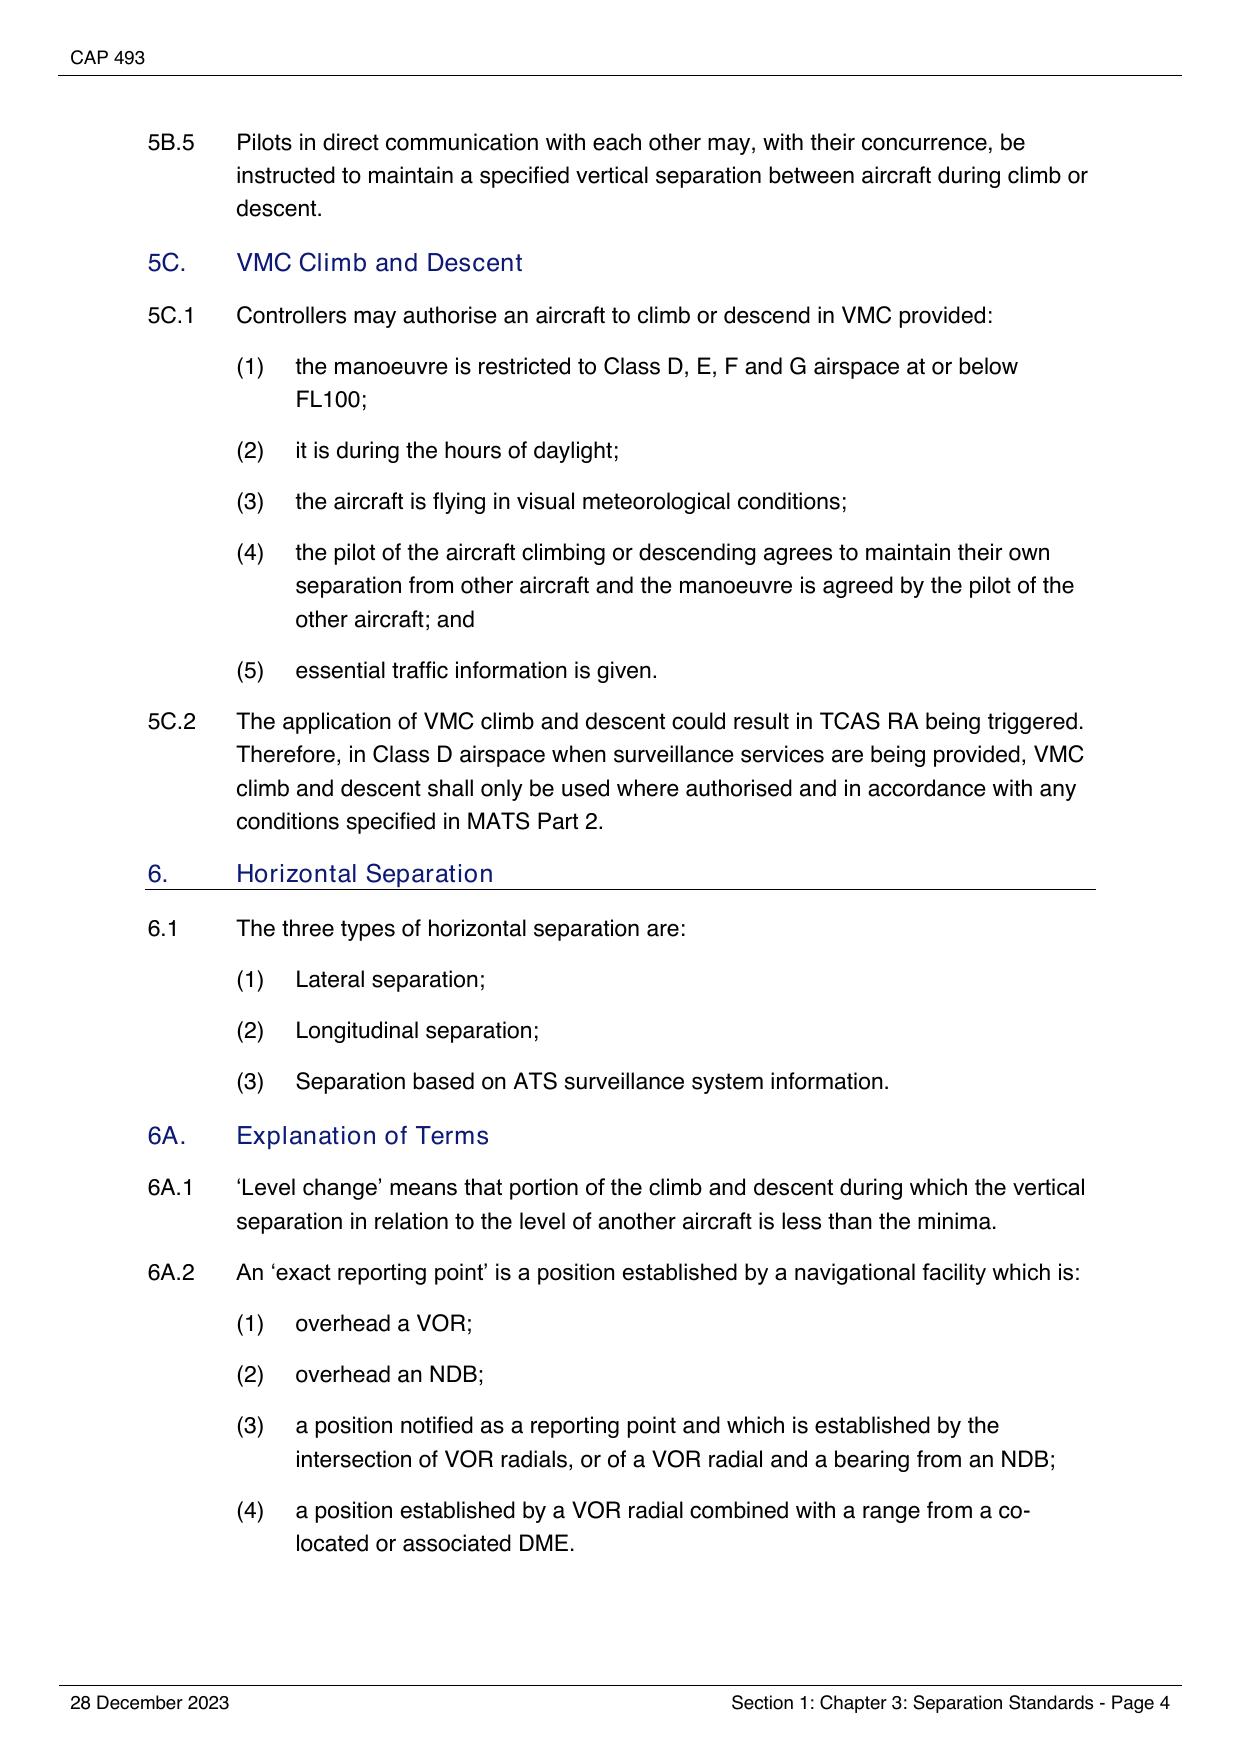 CAP 493
5B.5 Pilots in direct communication with each other may, with their concurrence, be
instructed to maintain a specified vertical separation between aircraft during climb or
descent.
5C. VMC Climb and Descent
5C.1 Controllers may authorise an aircraft to climb or descend in VMC provided:
(1) the manoeuvre is restricted to Class D, E, F and G airspace at or below
FL100;
(2) it is during the hours of daylight;
(3) the aircraft is flying in visual meteorological conditions;
(4) the pilot of the aircraft climbing or descending agrees to maintain their own
separation from other aircraft and the manoeuvre is agreed by the pilot of the
other aircraft; and
(5) essential traffic information is given.
5C.2 The application of VMC climb and descent could result in TCAS RA being triggered.
Therefore, in Class D airspace when surveillance services are being provided, VMC
climb and descent shall only be used where authorised and in accordance with any
conditions specified in MATS Part 2.
6. Horizontal Separation
6.1 The three types of horizontal separation are:
(1) Lateral separation;
(2) Longitudinal separation;
(3) Separation based on ATS surveillance system information.
6A. Explanation of Terms
6A.1 ‘Level change’ means that portion of the climb and descent during which the vertical
separation in relation to the level of another aircraft is less than the minima.
6A.2 An ‘exact reporting point’ is a position established by a navigational facility which is:
(1) overhead a VOR;
(2) overhead an NDB;
(3) a position notified as a reporting point and which is established by the
intersection of VOR radials, or of a VOR radial and a bearing from an NDB;
(4) a position established by a VOR radial combined with a range from a co-
located or associated DME.
28 December 2023 Section 1: Chapter 3: Separation Standards - Page 4